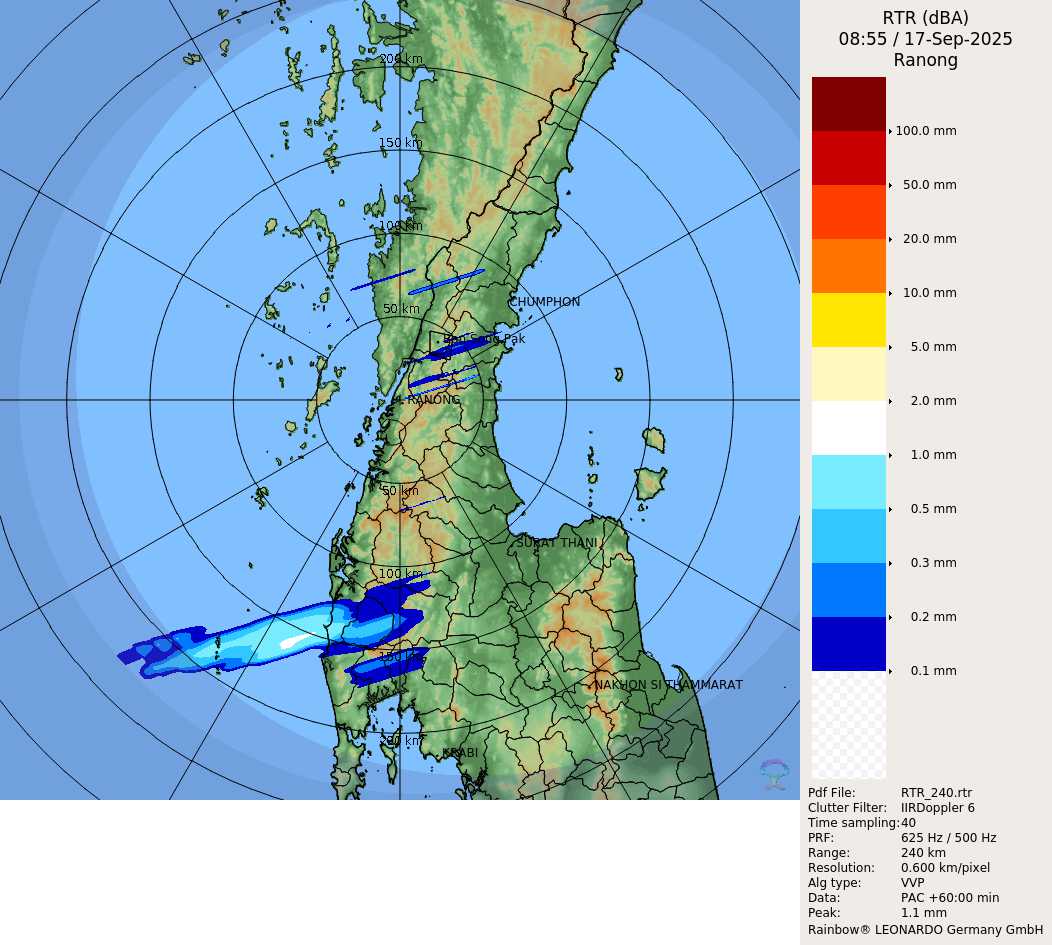 RTR (dBA)
08:55 / 17-Sep-2025
Ranong
200 km
150 km
100 km
50 km
CHUMPHON
RANONG
50 km
SURAT THANI
100 km
150 km
NAKHON SI THAMMARAT
200 km
KRABI
100.0 mm
50.0 mm
20.0 mm
10.0 mm
5.0 mm
2.0 mm
1.0 mm
0.5 mm
0.3 mm
0.2 mm
0.1 mm
Pdf File: RTR_240.rtr
Clutter Filter: IIRDoppler 6
Time sampling: 40
PRF: 625 Hz / 500 Hz
Range: 240 km
Resolution: 0.600 km/pixel
Alg type: VVP
Data: PAC +60:00 min
Peak: 1.1 mm
Rainbow® LEONARDO Germany GmbH